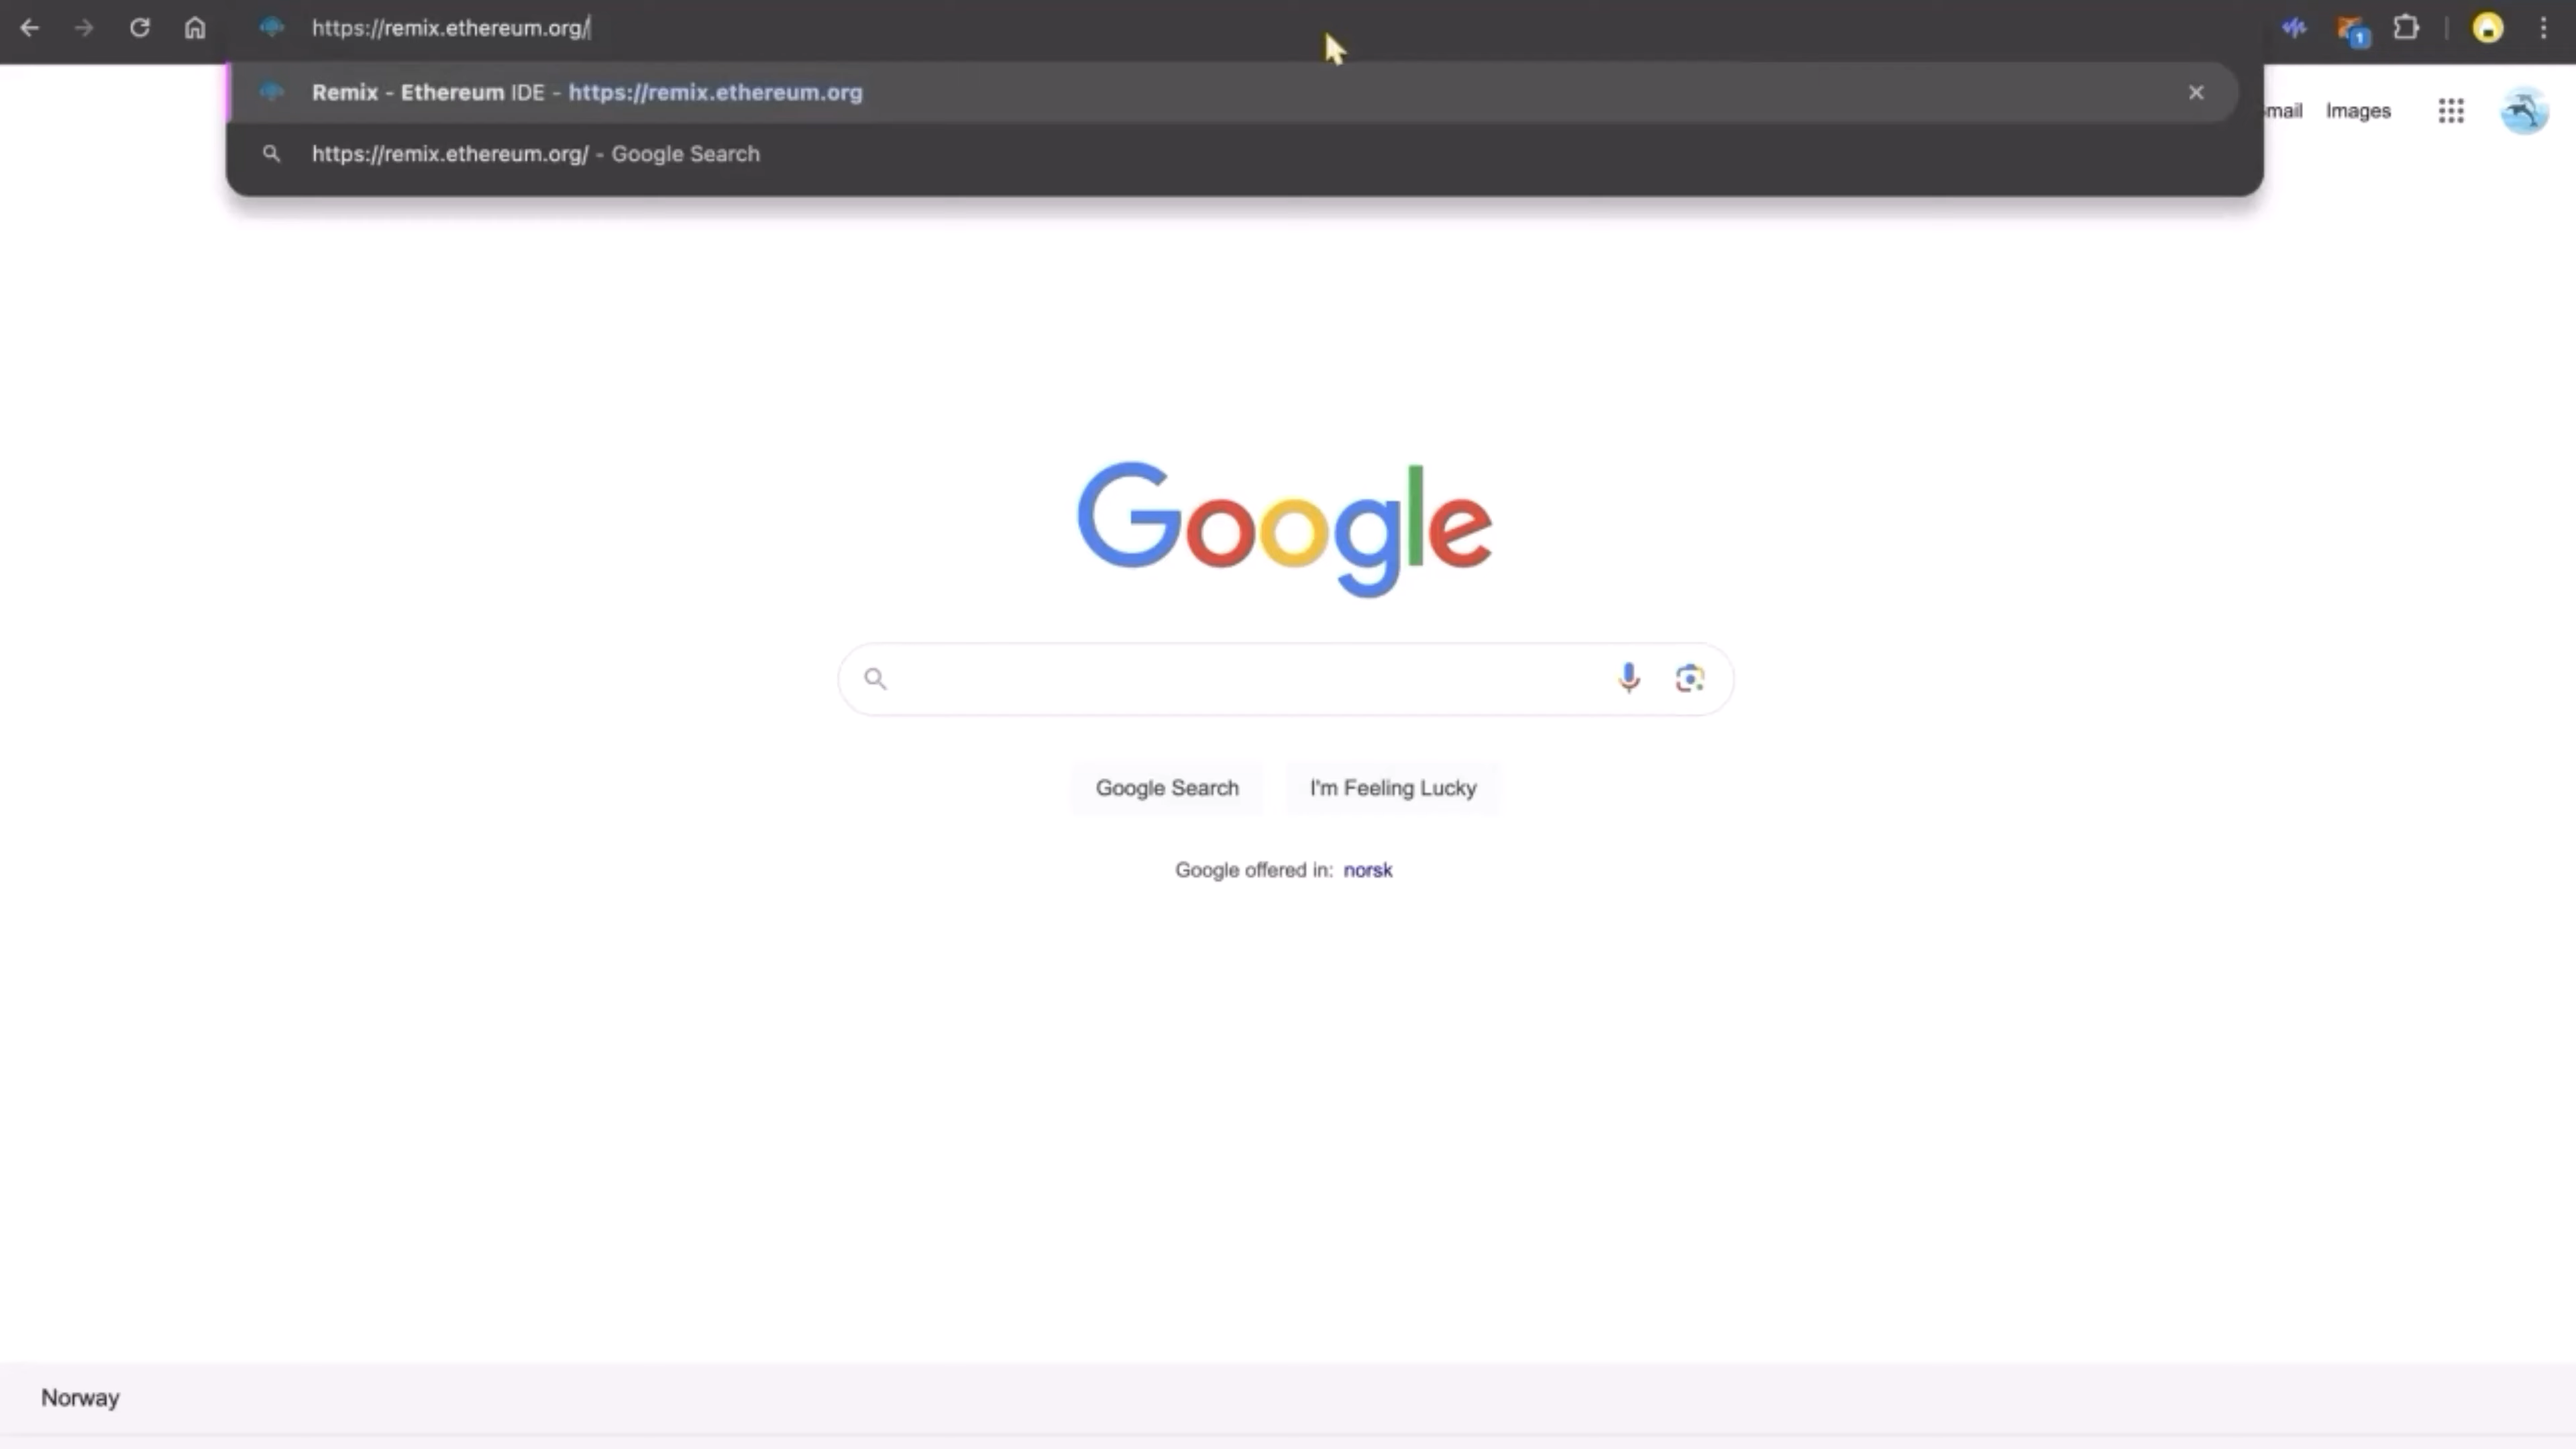 https://remix.ethereum.org/
Remix - Ethereum IDE - https://remix.ethereum.org
https://remix.ethereum.org/ - Google Search
1
mail Images
Google
Google Search I'm Feeling Lucky
Google offered in: norsk
Norway